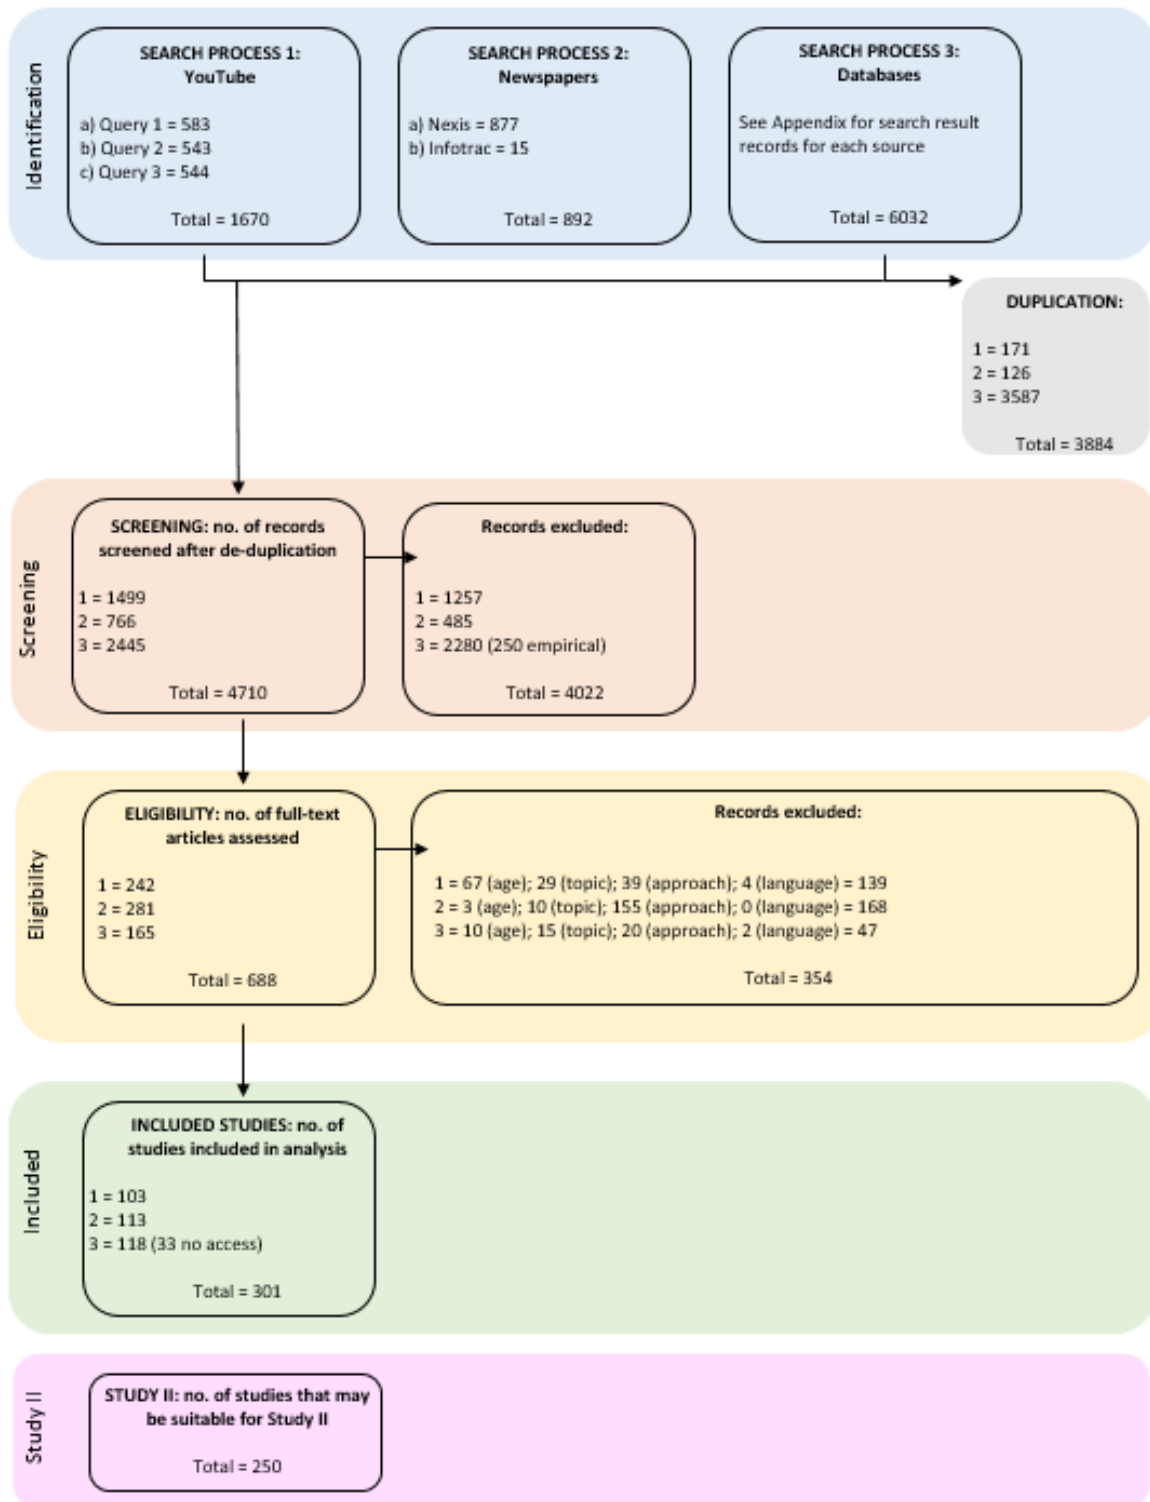 Identification
SEARCH PROCESS 1:
YouTube
a) Query 1 = 583
b) Query 2 = 543
c) Query 3 = 544
Total = 1670
SEARCH PROCESS 2:
Newspapers
a) Nexis = 877
b) Infotrac = 15
Total = 892
SEARCH PROCESS 3:
Databases
See Appendix for search result
records for each source
Total = 6032
DUPLICATION:
1 = 171
2 = 126
3 = 3587
Total = 3884
Screening
SCREENING: no. of records
screened after de-duplication
1 = 1499
2 = 766
3 = 2445
Total = 4710
Records excluded:
1 = 1257
2 = 485
3 = 2280 (250 empirical)
Total = 4022
Eligibility
ELIGIBILITY: no. of full-text
articles assessed
1 = 242
2 = 281
3 = 165
Total = 688
Records excluded:
1 = 67 (age); 29 (topic); 39 (approach); 4 (language) = 139
2 = 3 (age); 10 (topic); 155 (approach); 0 (language) = 168
3 = 10 (age); 15 (topic); 20 (approach); 2 (language) = 47
Total = 354
Included
INCLUDED STUDIES: no. of
studies included in analysis
1 = 103
2 = 113
3 = 118 (33 no access)
Total = 301
Study II
STUDY II: no. of studies that may
be suitable for Study II
Total = 250